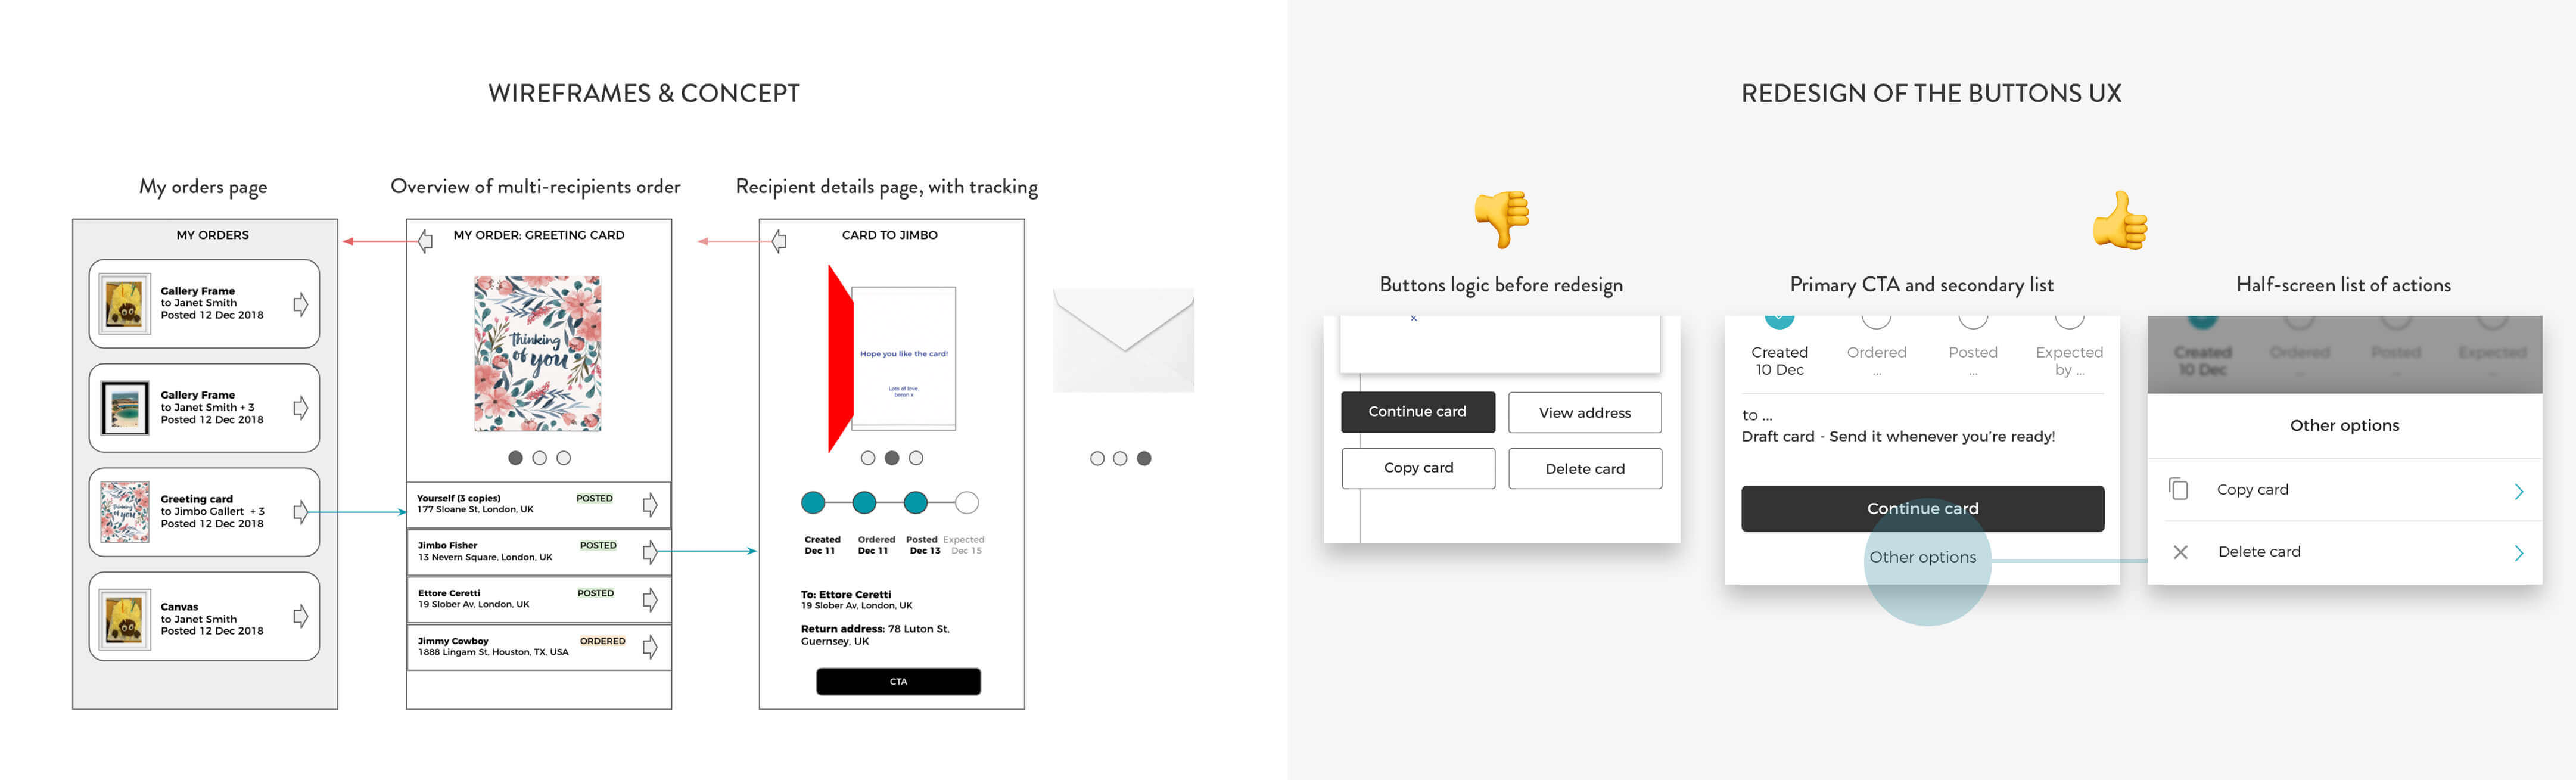 WIREFRAMES & CONCEPT
My orders page
MY ORDERS
Gallery Frame
to Janet Smith
Posted 12 Dec 2018
Gallery Frame
to Janet Smith + 3
Posted 12 Dec 2018
thinking
of you
Greeting card
to Jimbo Gallert + 3
Posted 12 Dec 2018
Canvas
to Janet Smith
Posted 12 Dec 2018
Overview of multi-recipients order
MY ORDER: GREETING CARD
thinking
of you
Yourself (3 copies)
177 Sloane St, London, UK
POSTED
Jimbo Fisher
13 Nevern Square, London, UK
POSTED
Ettore Ceretti
19 Slober Av, London, UK
POSTED
Jimmy Cowboy
1888 Lingam St, Houston, TX, USA
ORDERED
Recipient details page, with tracking
CARD TO JIMBO
Hope you like the card!
Lots of love,
Created Ordered Posted Expected
Dec 11 Dec 11 Dec 13 Dec 15
To: Ettore Ceretti
19 Slober Av, London, UK
Return address: 78 Luton St,
Guernsey, UK
CTA
REDESIGN OF THE BUTTONS UX
Buttons logic before redesign
x
Continue card
View address
Copy card
Delete card
Primary CTA and secondary list
Created Ordered Posted Expected
10 Dec ... ... by ...
to ...
Draft card - Send it whenever you're ready!
Continue card
Other options
Half-screen list of actions
Created Ordered Posted Expected
10 Dec
Other options
Copy card
Delete card